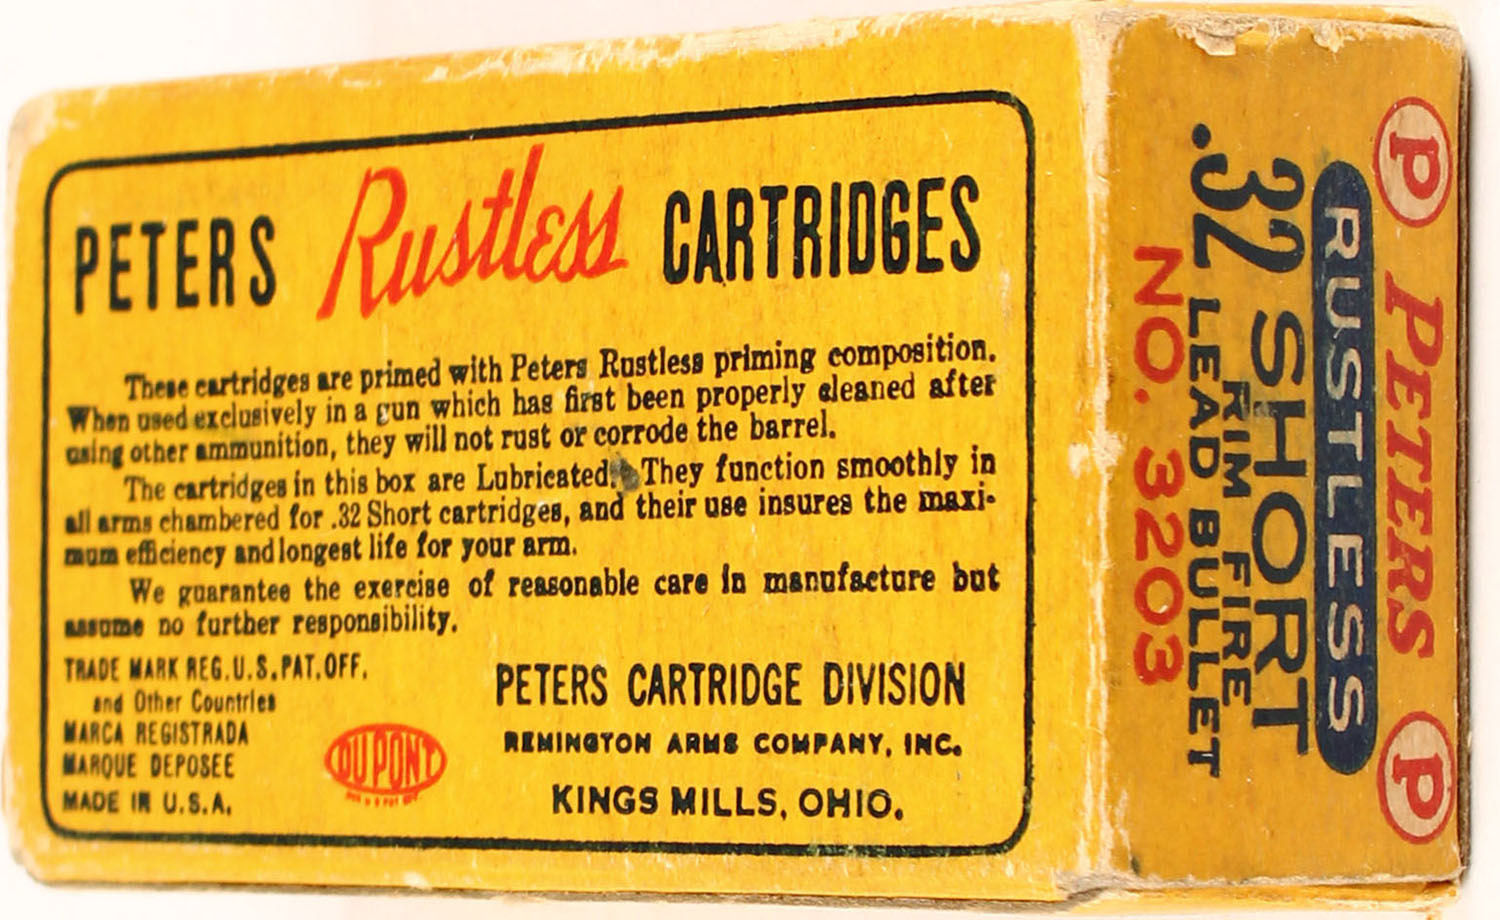 PETERS Rustless CARTRIDGES
These cartridges are primed with Peters Rustless priming composition.
When used exclusively in a gun which has first been properly cleaned after
using other ammunition, they will not rust or corrode the barrel.
The cartridges in this box are Lubricated. They function smoothly in
all arms chambered for .32 Short cartridges, and their use insures the maxi-
mum efficiency and longest life for your arm.
We guarantee the exercise of reasonable care in manufacture but
assume no further responsibility.
TRADE MARK REG. U.S. PAT. OFF.
and Other Countries
MARCA REGISTRADA
MARQUE DEPOSEE
MADE IN U.S.A.
DU PONT
REG U S PAT OFF
PETERS CARTRIDGE DIVISION
REMINGTON ARMS COMPANY, INC.
KINGS MILLS, OHIO.
P PETERS P
RUSTLESS
.32 SHORT
RIM FIRE
LEAD BULLET
NO. 3203